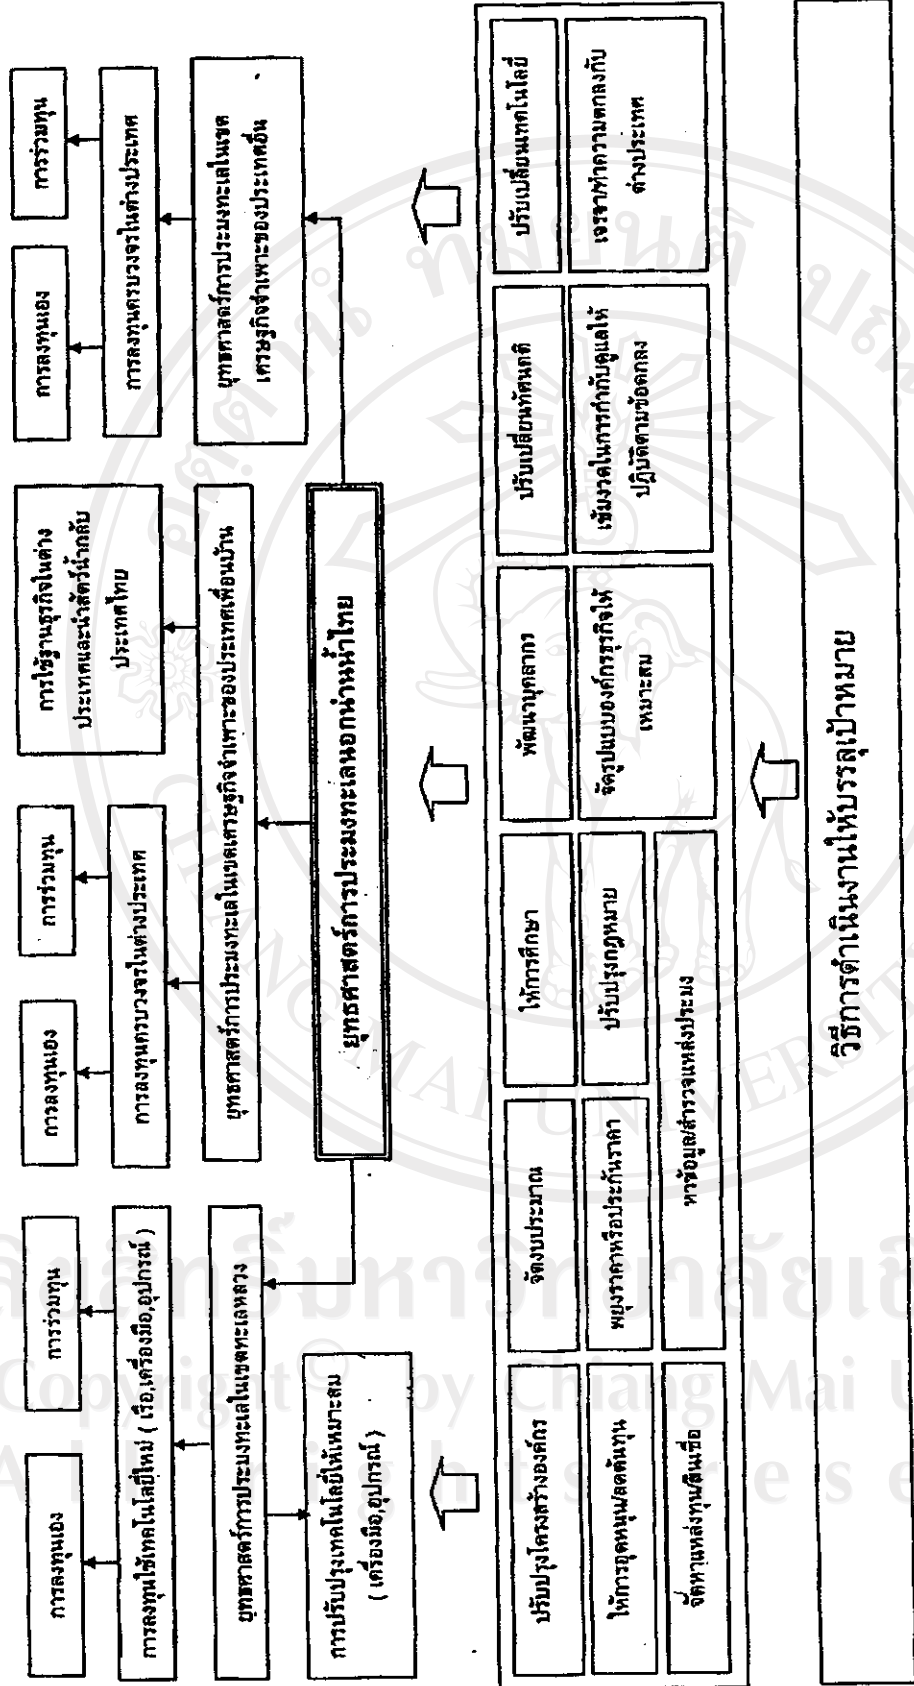 การลงทุนเอง
การร่วมทุน
การลงทุนเอง
การร่วมทุน
การใช้ฐานธุรกิจในต่าง
ประเทศและนำสัตว์น้ำกลับ
ประเทศไทย
การลงทุนเอง
การร่วมทุน
การลงทุนใช้เทคโนโลยีใหม่ ( เรือ,เครื่องมือ,อุปกรณ์ )
การลงทุนครบวงจรในต่างประเทศ
การลงทุนครบวงจรในต่างประเทศ
ยุทธศาสตร์การประมงทะเลในเขตทะเลหลวง
ยุทธศาสตร์การประมงทะเลในเขตเศรษฐกิจจำเพาะของประเทศเพื่อนบ้าน
ยุทธศาสตร์การประมงทะเลในเขต
เศรษฐกิจจำเพาะของประเทศอื่น
การปรับปรุงเทคโนโลยีให้เหมาะสม
( เครื่องมือ,อุปกรณ์ )
ยุทธศาสตร์การประมงทะเลนอกน่านน้ำไทย
ปรับปรุงโครงสร้างองค์กร
จัดงบประมาณ
ให้การศึกษา
พัฒนาบุคลากร
ปรับเปลี่ยนทัศนคติ
ปรับเปลี่ยนเทคโนโลยี
ให้การอุดหนุน/ลดต้นทุน
พยุงราคาหรือประกันราคา
ปรับปรุงกฎหมาย
จัดรูปแบบองค์กรธุรกิจให้
เหมาะสม
เข้มงวดในการกำกับดูแลให้
ปฏิบัติตามข้อตกลง
เจรจา/ทำความตกลงกับ
ต่างประเทศ
จัดหาแหล่งทุน/สินเชื่อ
หาข้อมูล/สำรวจแหล่งประมง
วิธีการดำเนินงานให้บรรลุเป้าหมาย
CHIANG MAI UNIVERSIT
ลิขสิทธิ์มหาวิทยาลัยเชี
Copyright © by Chiang Mai U
All rights rese